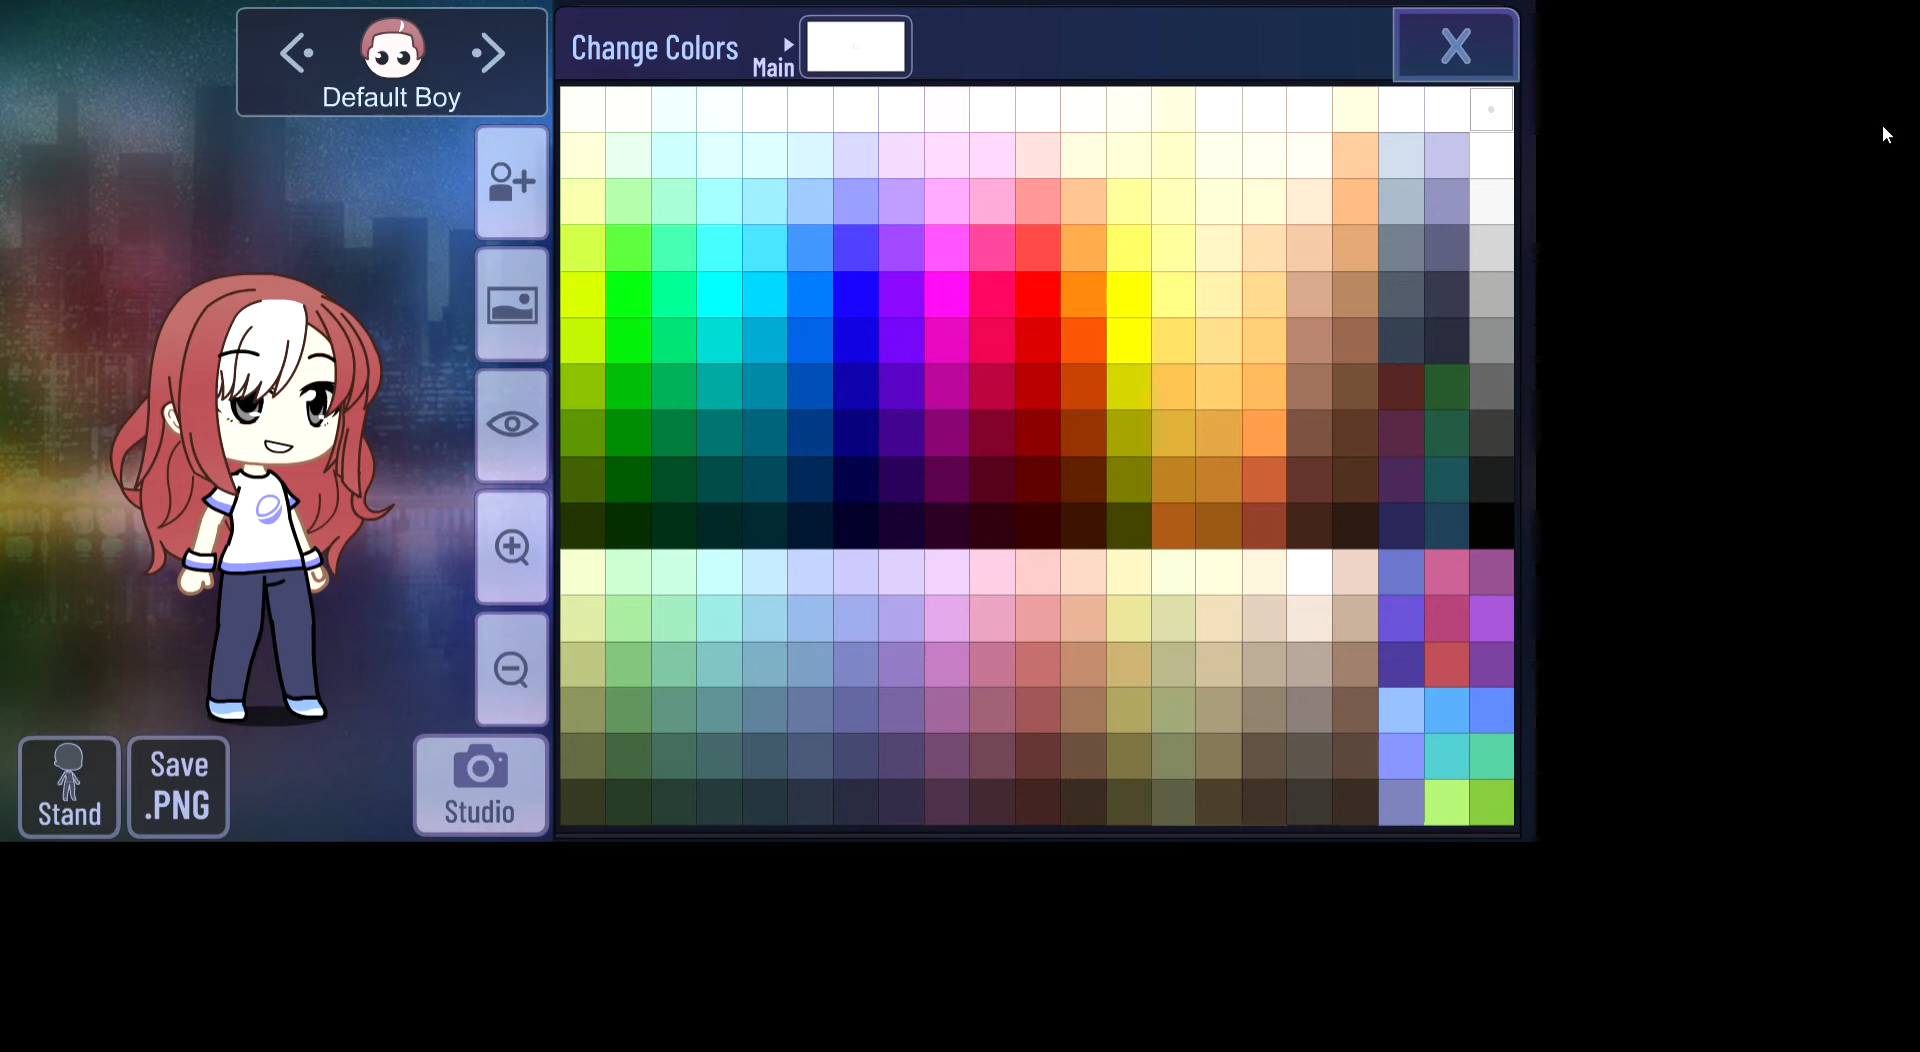 Default Boy
Change Colors
Main
X
Stand
Save
.PNG
Studio